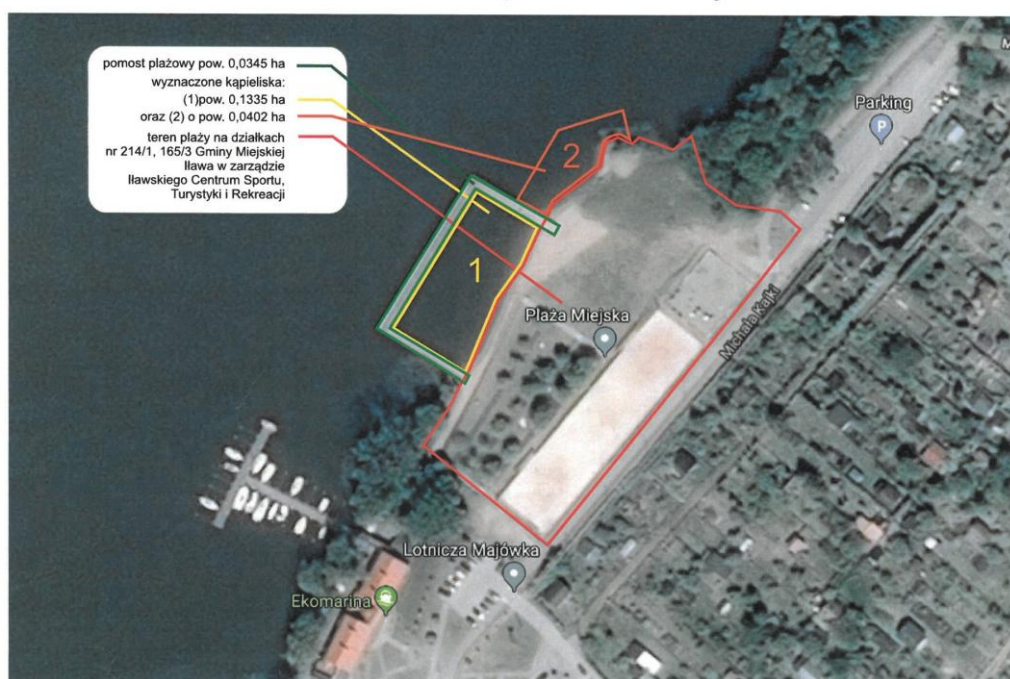 pomost plażowy pow. 0,0345 ha
wyznaczone kąpieliska:
(1)pow. 0,1335 ha
oraz (2) o pow. 0,0402 ha
teren plaży na działkach
nr 214/1, 165/3 Gminy Miejskiej
Iława w zarządzie
Iławskiego Centrum Sportu,
Turystyki i Rekreacji
Parking
P
2
1
Plaża Miejska
Michała Kajki
Lotnicza Majówka
Ekomarina